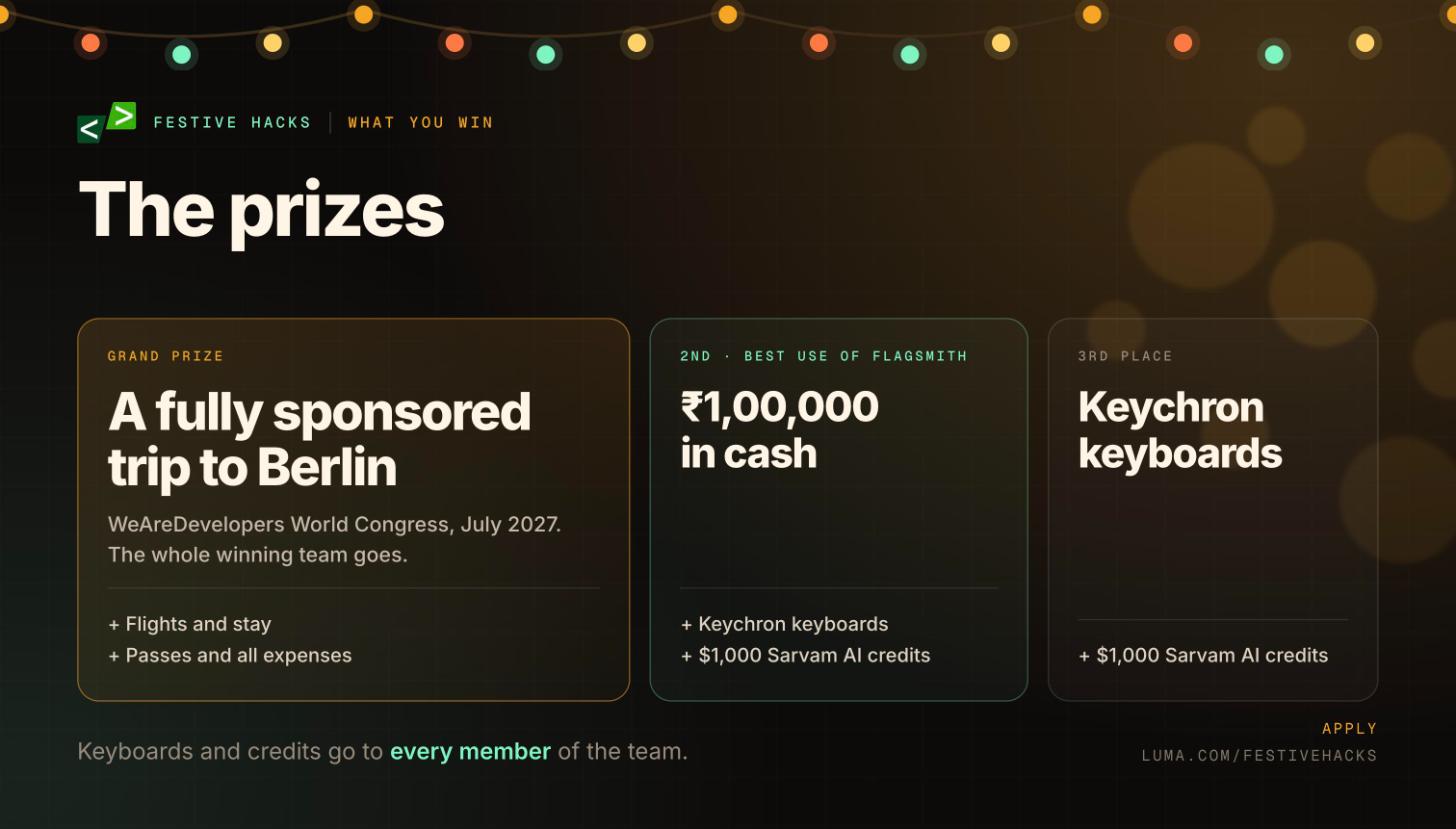 < >
FESTIVE HACKS | WHAT YOU WIN
The prizes
GRAND PRIZE
A fully sponsored
trip to Berlin
WeAreDevelopers World Congress, July 2027.
The whole winning team goes.
+ Flights and stay
+ Passes and all expenses
2ND · BEST USE OF FLAGSMITH
₹1,00,000
in cash
+ Keychron keyboards
+ $1,000 Sarvam AI credits
3RD PLACE
Keychron
keyboards
+ $1,000 Sarvam AI credits
Keyboards and credits go to every member of the team.
APPLY
LUMA.COM/FESTIVEHACKS